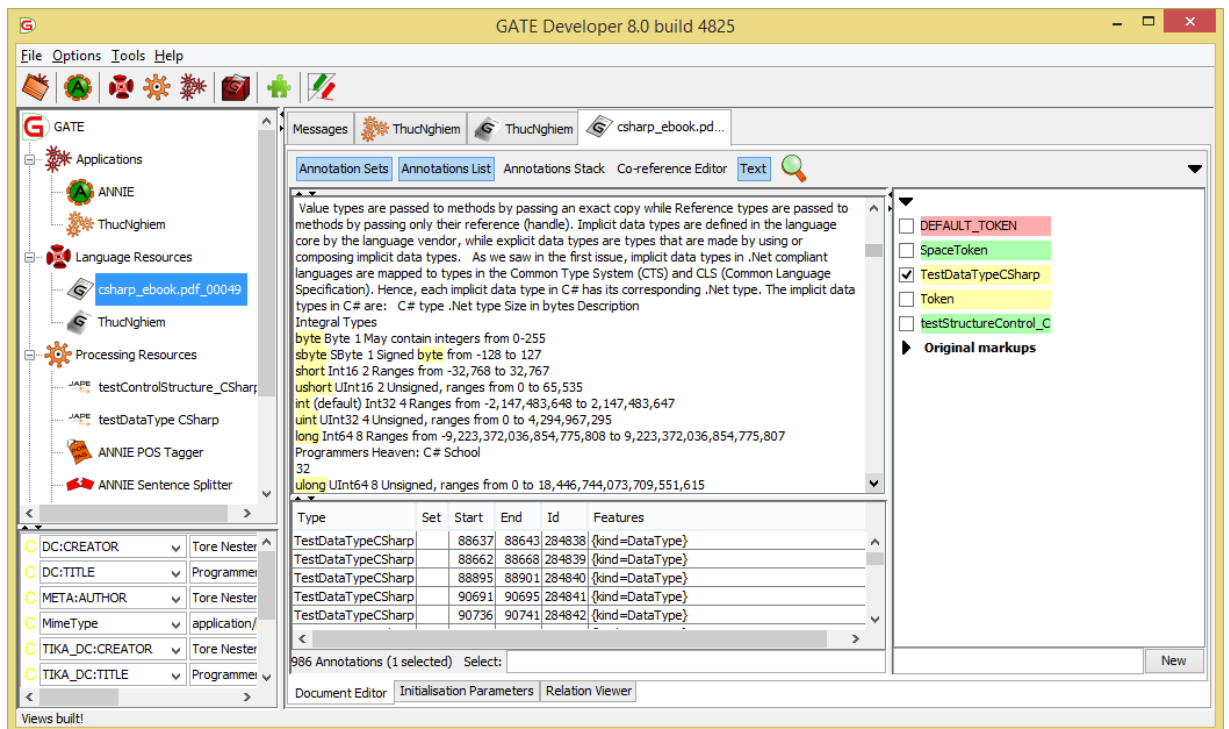 GATE Developer 8.0 build 4825
File Options Tools Help
GATE
Applications
ANNIE
ThucNghiem
Language Resources
csharp_ebook.pdf_00049
ThucNghiem
Processing Resources
testControlStructure_CSharp
testDataType CSharp
ANNIE POS Tagger
ANNIE Sentence Splitter
C DC:CREATOR Tore Nester
C DC:TITLE Programmer
C META:AUTHOR Tore Nester
C MimeType application/
C TIKA_DC:CREATOR Tore Nester
C TIKA_DC:TITLE Programmer
Messages ThucNghiem ThucNghiem csharp_ebook.pd...
Annotation Sets Annotations List Annotations Stack Co-reference Editor Text
Value types are passed to methods by passing an exact copy while Reference types are passed to
methods by passing only their reference (handle). Implicit data types are defined in the language
core by the language vendor, while explicit data types are types that are made by using or
composing implicit data types. As we saw in the first issue, implicit data types in .Net compliant
languages are mapped to types in the Common Type System (CTS) and CLS (Common Language
Specification). Hence, each implicit data type in C# has its corresponding .Net type. The implicit data
types in C# are: C# type .Net type Size in bytes Description
Integral Types
byte Byte 1 May contain integers from 0-255
sbyte SByte 1 Signed byte from -128 to 127
short Int16 2 Ranges from -32,768 to 32,767
ushort UInt16 2 Unsigned, ranges from 0 to 65,535
int (default) Int32 4 Ranges from -2,147,483,648 to 2,147,483,647
uint UInt32 4 Unsigned, ranges from 0 to 4,294,967,295
long Int64 8 Ranges from -9,223,372,036,854,775,808 to 9,223,372,036,854,775,807
Programmers Heaven: C# School
32
ulong UInt64 8 Unsigned, ranges from 0 to 18,446,744,073,709,551,615
DEFAULT_TOKEN
SpaceToken
TestDataTypeCSharp
Token
testStructureControl_C
Original markups
Type Set Start End Id Features
TestDataTypeCSharp 88637 88643 284838 {kind=DataType}
TestDataTypeCSharp 88662 88668 284839 {kind=DataType}
TestDataTypeCSharp 88895 88901 284840 {kind=DataType}
TestDataTypeCSharp 90691 90695 284841 {kind=DataType}
TestDataTypeCSharp 90736 90741 284842 {kind=DataType}
986 Annotations (1 selected) Select:
New
Document Editor Initialisation Parameters Relation Viewer
Views built!